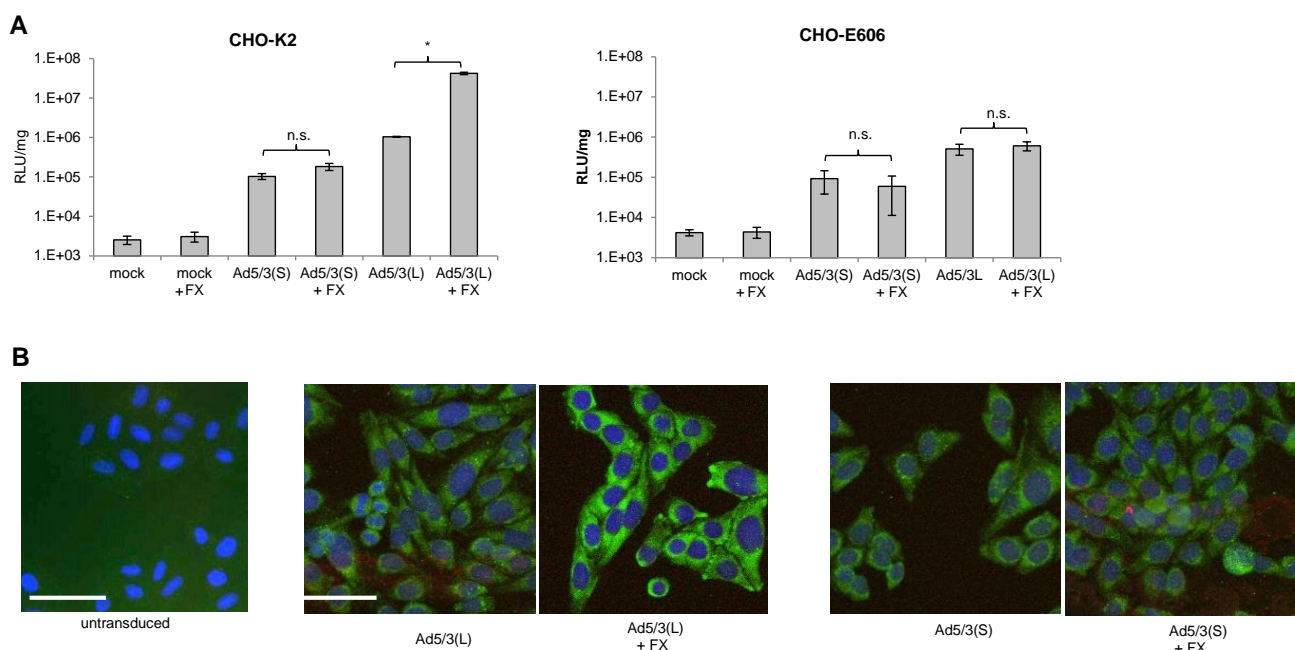 A
CHO-K2
RLU/mg
1.E+08
1.E+07
1.E+06
1.E+05
1.E+04
1.E+03
n.s.
*
mock
mock
+ FX
Ad5/3(S)
Ad5/3(S)
+ FX
Ad5/3(L)
Ad5/3(L)
+ FX
CHO-E606
RLU/mg
1.E+08
1.E+07
1.E+06
1.E+05
1.E+04
1.E+03
n.s.
n.s.
mock
mock
+ FX
Ad5/3(S)
Ad5/3(S)
+ FX
Ad5/3L
Ad5/3(L)
+ FX
B
untransduced
Ad5/3(L)
Ad5/3(L)
+ FX
Ad5/3(S)
Ad5/3(S)
+ FX